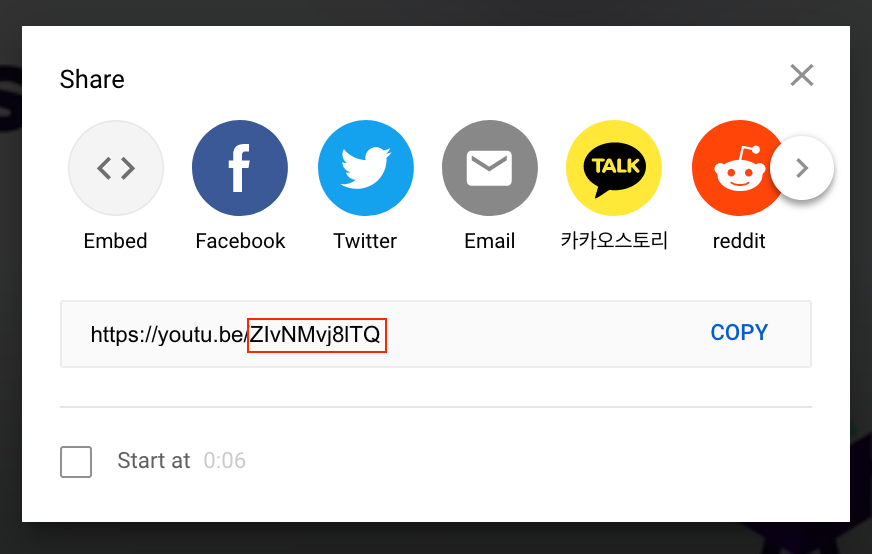 Share
TALK
Embed
Facebook
Twitter
Email
카카오스토리
reddit
https://youtu.be/ZIvNMvj8lTQ
COPY
Start at 0:06